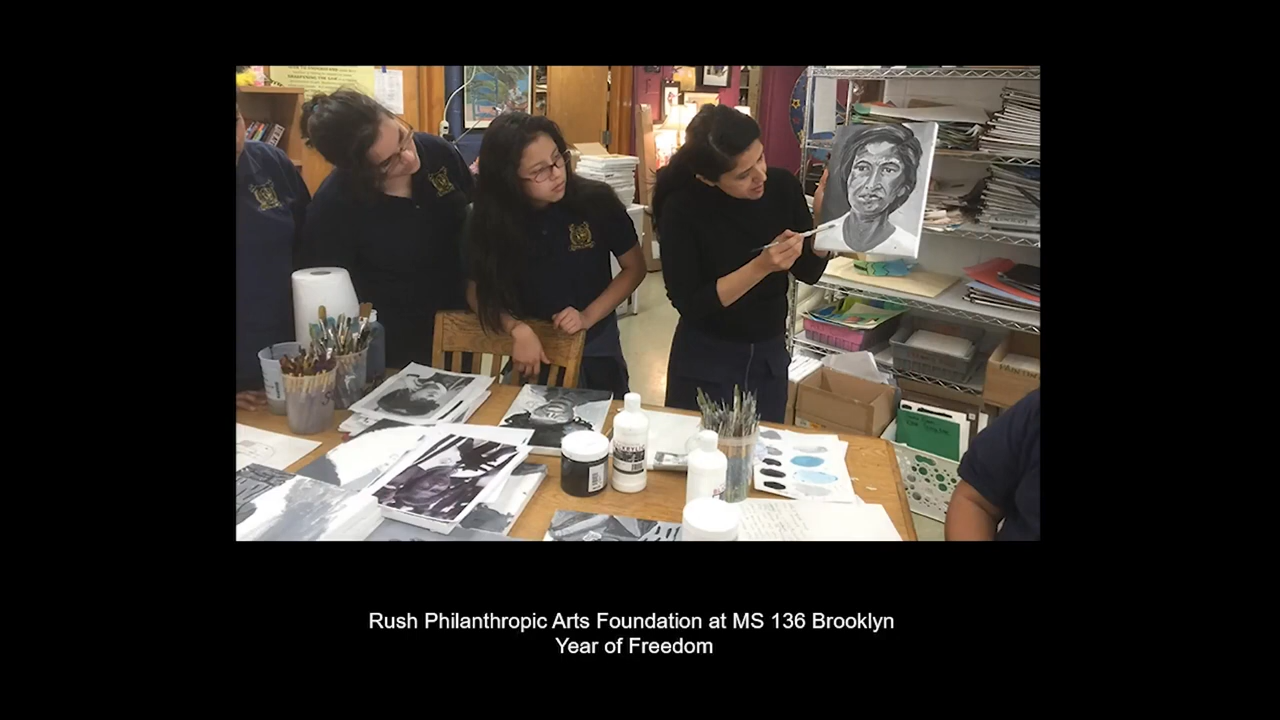 Rush Philanthropic Arts Foundation at MS 136 Brooklyn
Year of Freedom